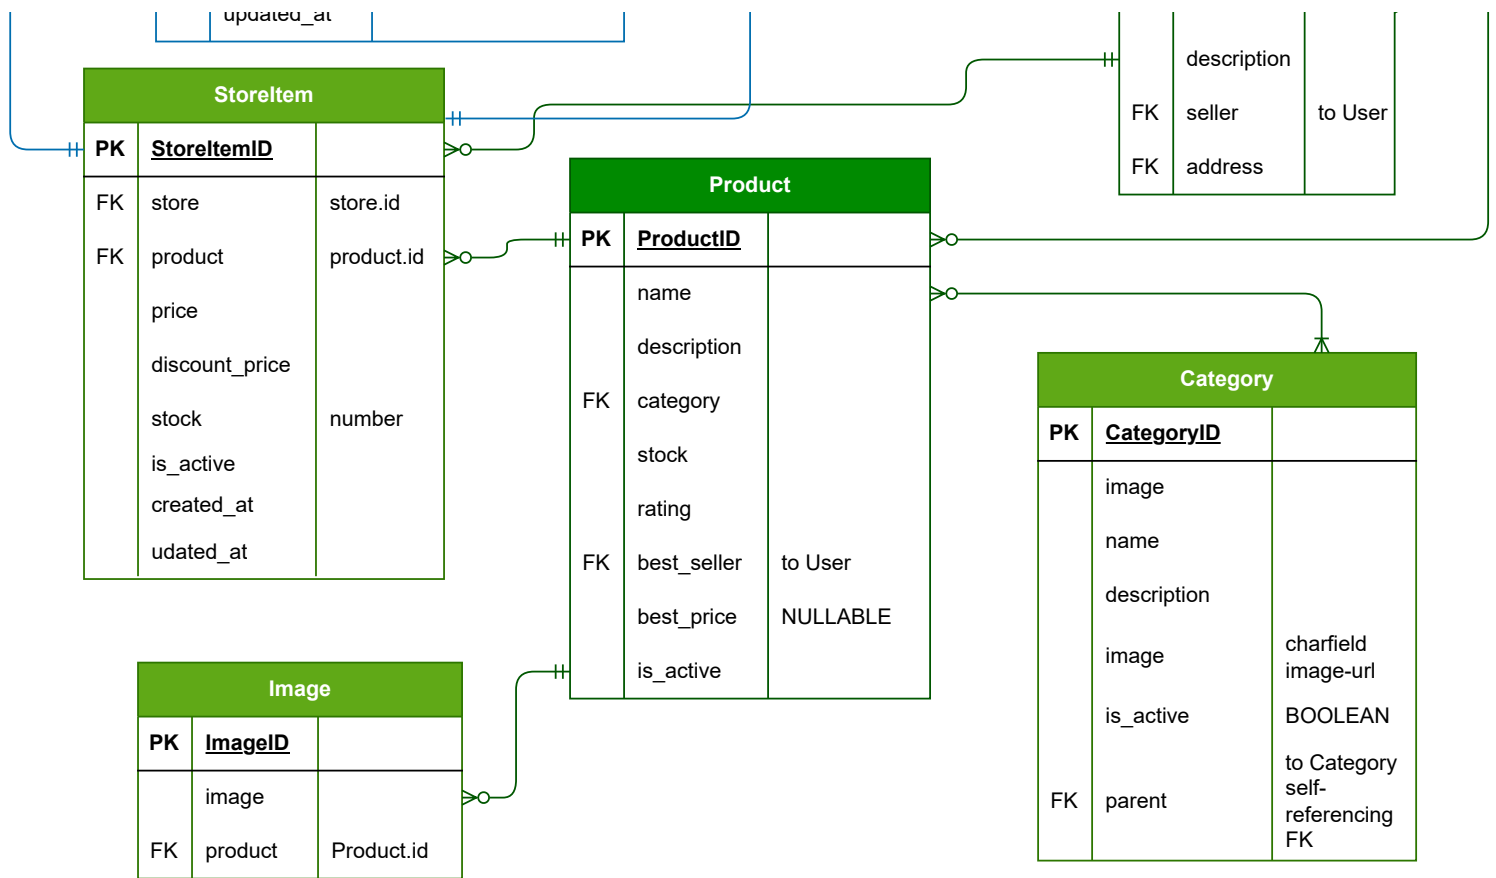 updated_at
description
FK seller to User
FK address
StoreItem
PK StoreItemID
FK store store.id
FK product product.id
price
discount_price
stock number
is_active
created_at
udated_at
Product
PK ProductID
name
description
FK category
stock
rating
FK best_seller to User
best_price NULLABLE
is_active
Category
PK CategoryID
image
name
description
image charfield
image-url
is_active BOOLEAN
FK parent to Category
self-
referencing
FK
Image
PK ImageID
image
FK product Product.id